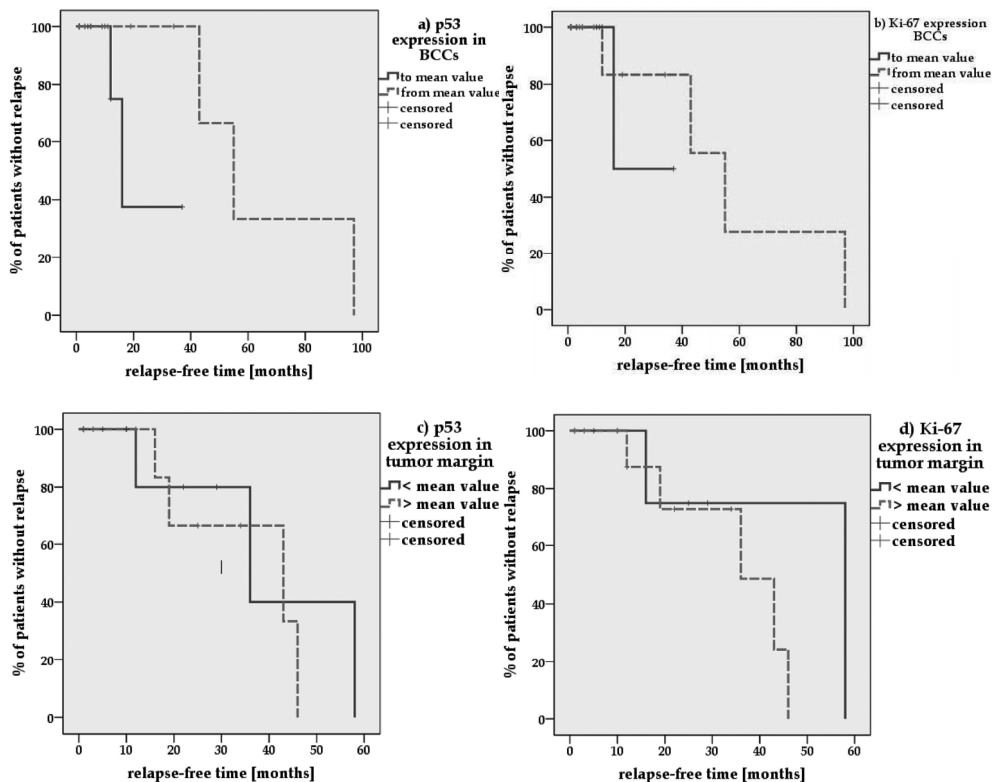 a) p53
expression in
BCCs
to mean value
from mean value
censored
censored
% of patients without relapse
100
80
60
40
20
0
0 20 40 60 80 100
relapse-free time [months]
b) Ki-67 expression
BCCs
to mean value
from mean value
censored
censored
% of patients without relapse
100
80
60
40
20
0
0 20 40 60 80 100
relapse-free time [months]
c) p53
expression in
tumor margin
< mean value
> mean value
censored
censored
% of patients without relapse
100
80
60
40
20
0
0 10 20 30 40 50 60
relapse-free time [months]
d) Ki-67
expression in
tumor margin
< mean value
> mean value
censored
censored
% of patients without relapse
100
80
60
40
20
0
0 10 20 30 40 50 60
relapse-free time [months]